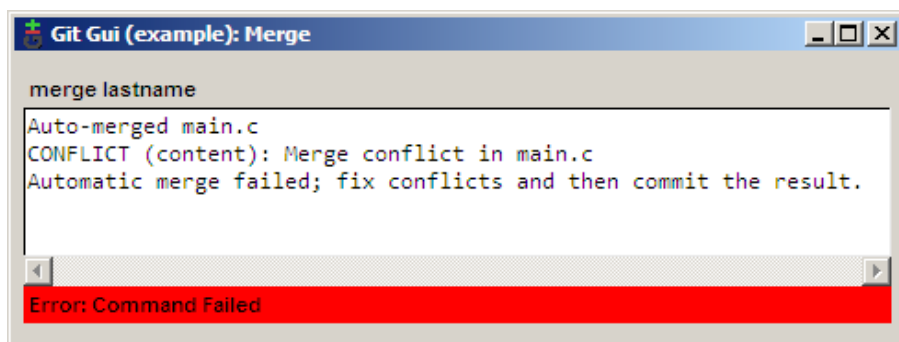 Git Gui (example): Merge
merge lastname
Auto-merged main.c
CONFLICT (content): Merge conflict in main.c
Automatic merge failed; fix conflicts and then commit the result.
Error: Command Failed